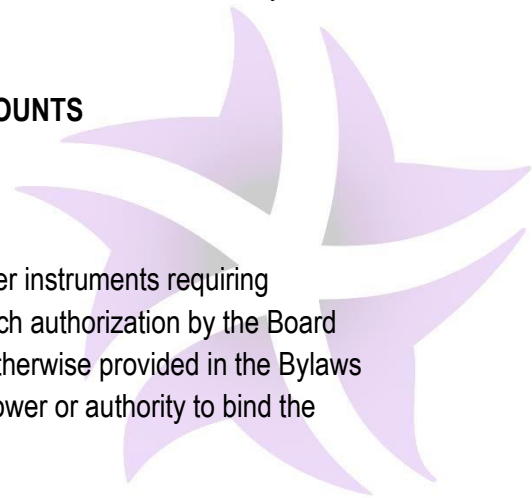 OUNTS
er instruments requiring
ch authorization by the Board
therwise provided in the Bylaws
ower or authority to bind the